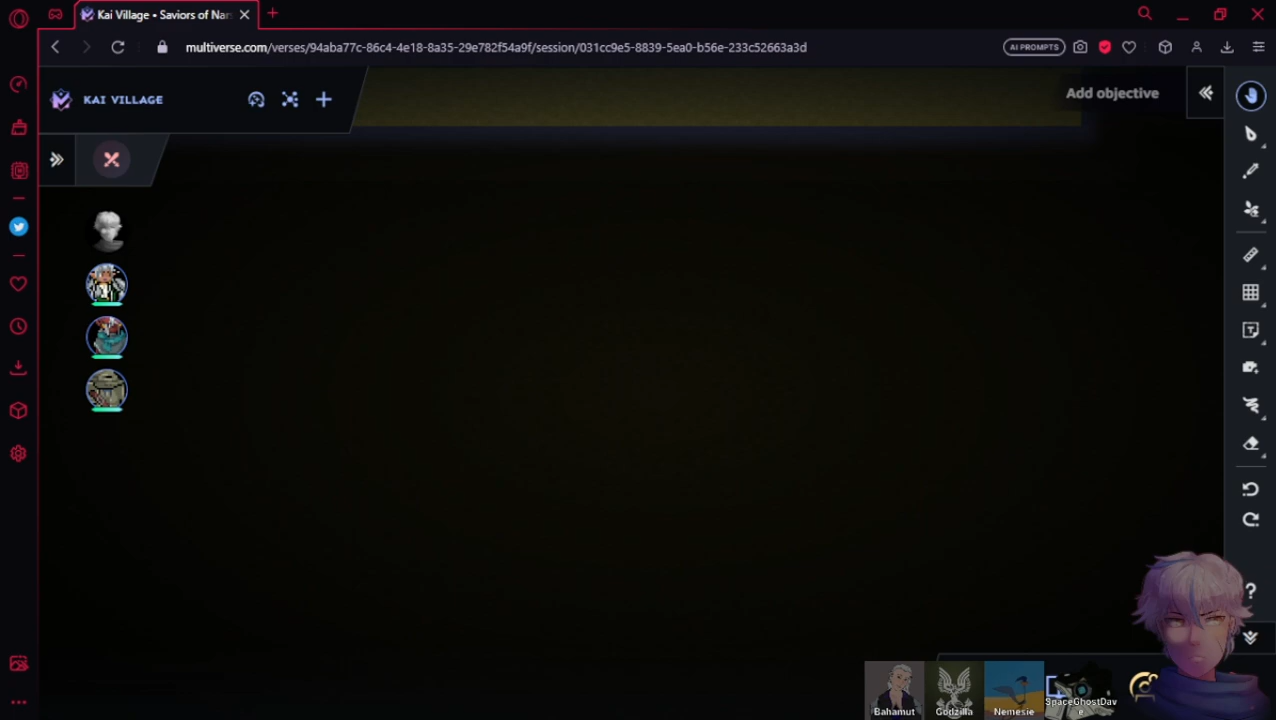 Kai Village • Saviors of Nar
multiverse.com/verses/94aba77c-86c4-4e18-8a35-29e782f54a9f/session/031cc9e5-8839-5ea0-b56e-233c52663a3d
AI PROMPTS
KAI VILLAGE
Add objective
Bahamut
Godzilla
Nemesie
SpaceGhostDav
e